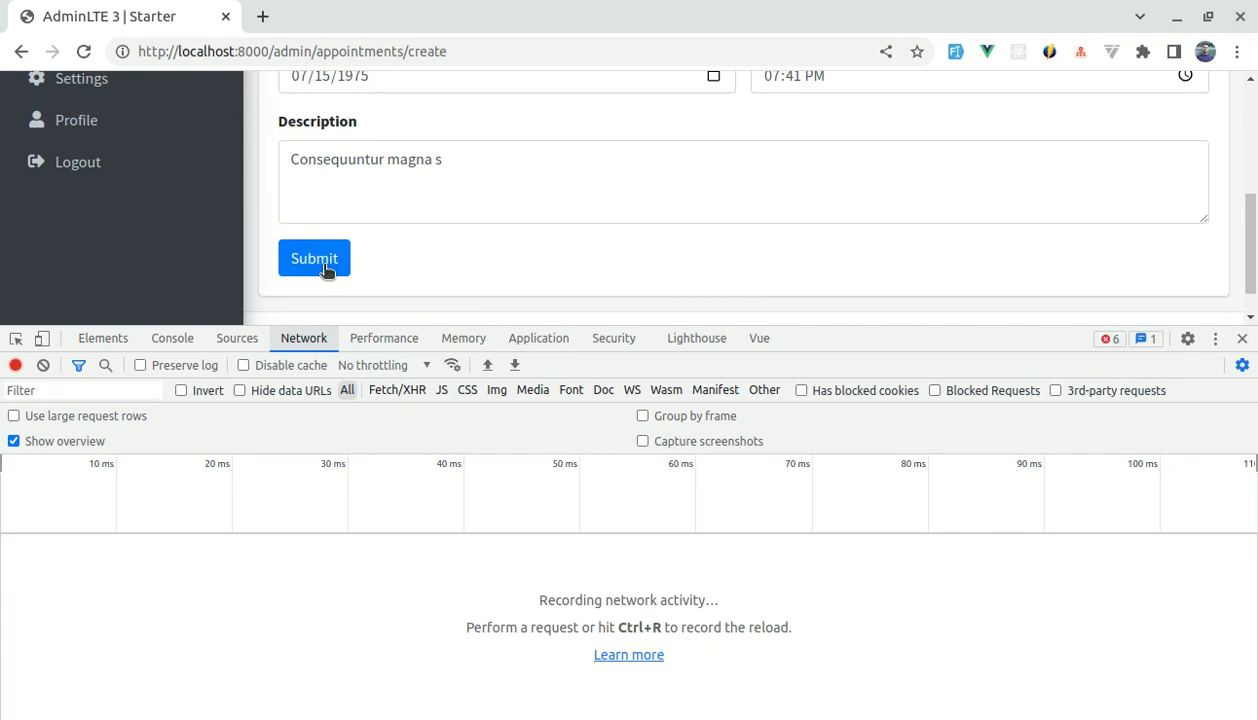 AdminLTE 3 | Starter
http://localhost:8000/admin/appointments/create
Settings
Profile
Logout
07/15/1975
07:41 PM
Description
Consequuntur magna s
Submit
Elements Console Sources Network Performance Memory Application Security Lighthouse Vue 6 1
Preserve log Disable cache No throttling
Filter Invert Hide data URLs All Fetch/XHR JS CSS Img Media Font Doc WS Wasm Manifest Other Has blocked cookies Blocked Requests 3rd-party requests
Use large request rows Group by frame
Show overview Capture screenshots
10 ms 20 ms 30 ms 40 ms 50 ms 60 ms 70 ms 80 ms 90 ms 100 ms 11
Recording network activity…
Perform a request or hit Ctrl+R to record the reload.
Learn more